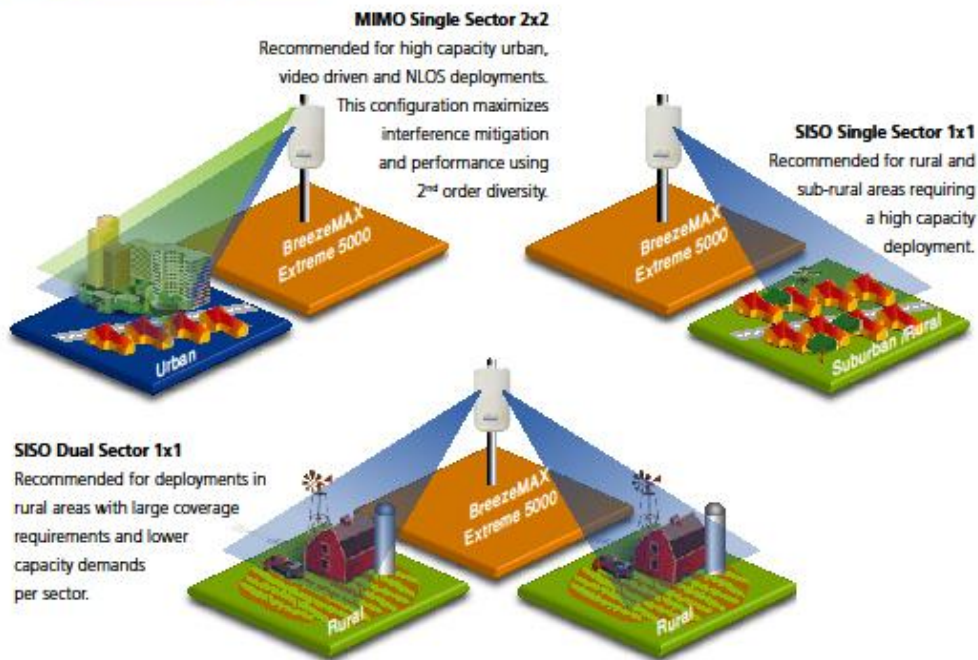 MIMO Single Sector 2x2
Recommended for high capacity urban,
video driven and NLOS deployments.
This configuration maximizes
interference mitigation
and performance using
2nd order diversity.
BreezeMAX
Extreme 5000
Urban
SISO Single Sector 1x1
Recommended for rural and
sub-rural areas requiring
a high capacity
deployment.
BreezeMAX
Extreme 5000
Suburban /Rural
SISO Dual Sector 1x1
Recommended for deployments in
rural areas with large coverage
requirements and lower
capacity demands
per sector.
BreezeMAX
Extreme 5000
Rural
Rural